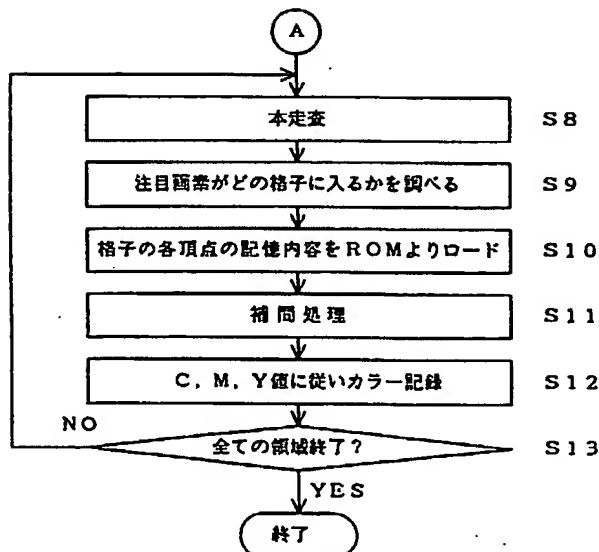 A
本走査 S8
注目画素がどの格子に入るかを調べる S9
格子の各頂点の記憶内容をROMよりロード S10
補間処理 S11
C, M, Y値に従いカラー記録 S12
NO
全ての領域終了? S13
YES
終了